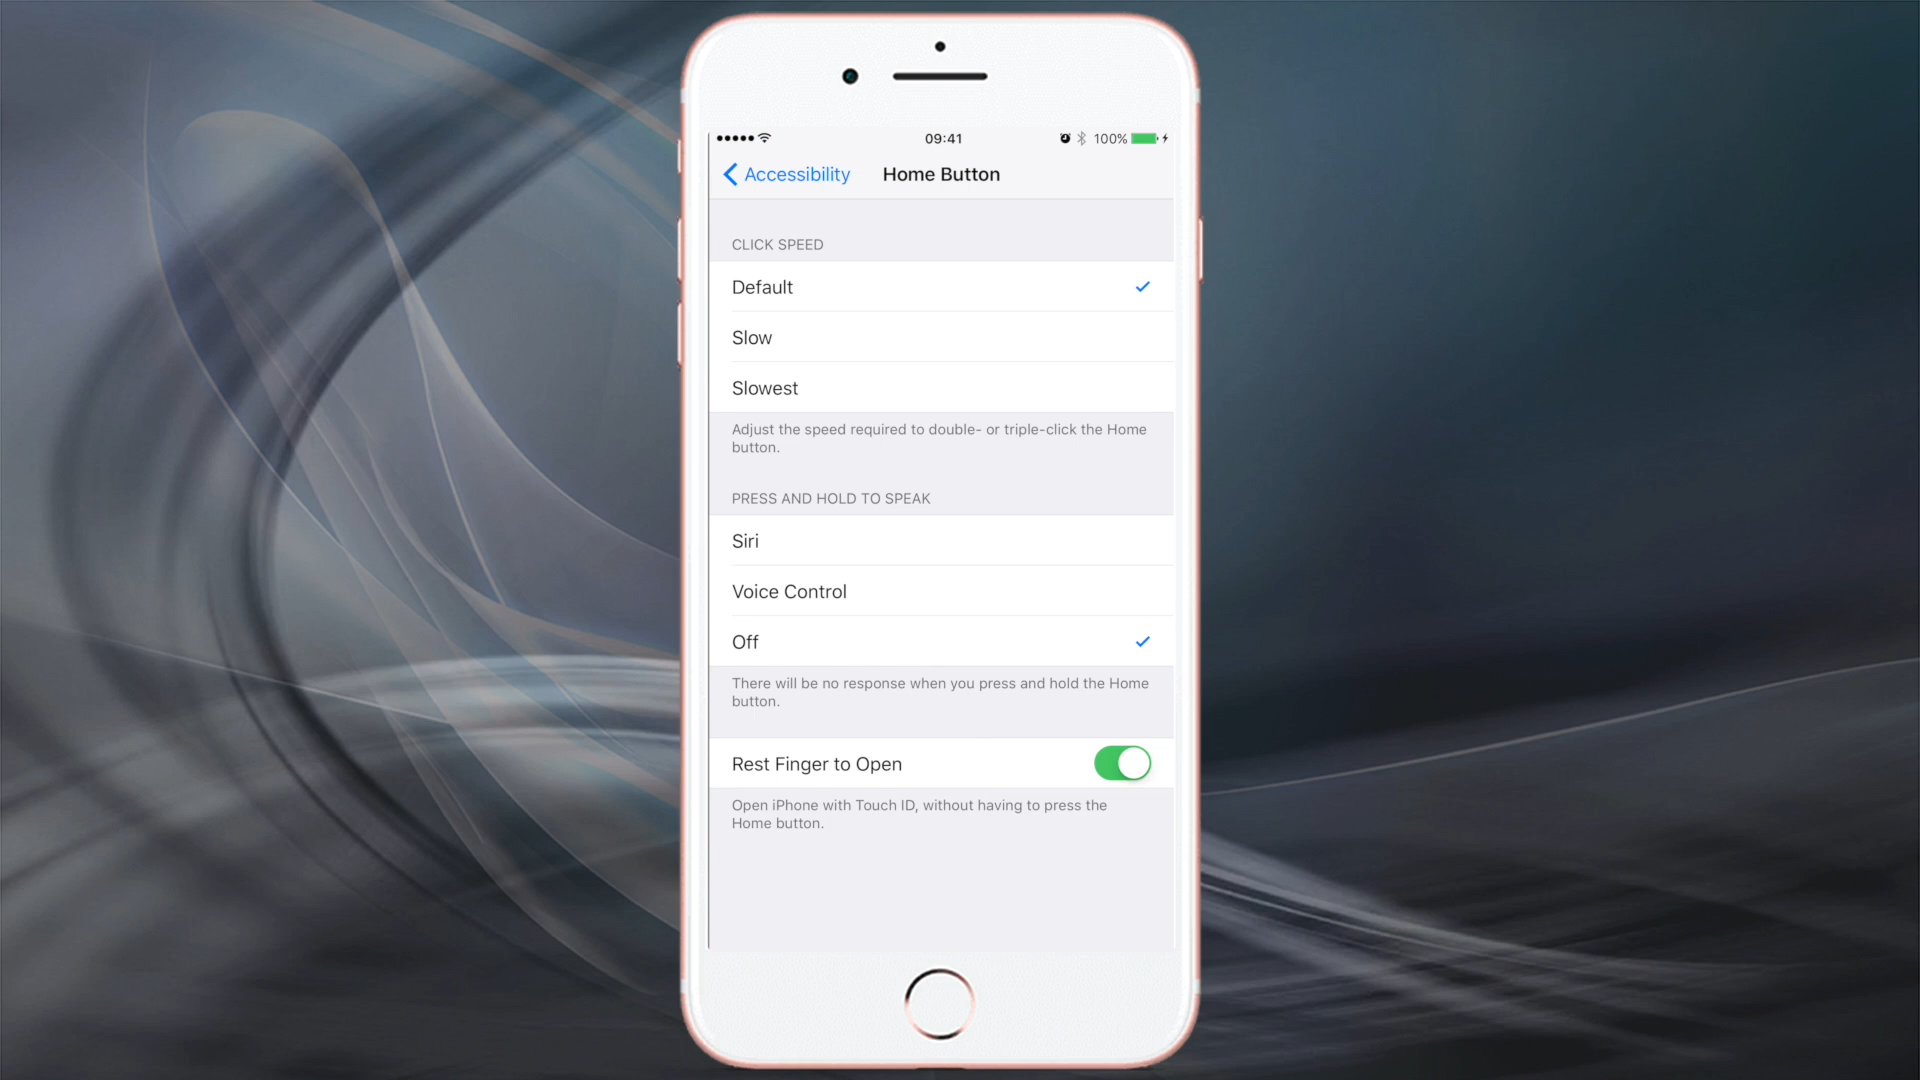 09:41
100%
Accessibility
Home Button
CLICK SPEED
Default
Slow
Slowest
Adjust the speed required to double- or triple-click the Home
button.
PRESS AND HOLD TO SPEAK
Siri
Voice Control
Off
There will be no response when you press and hold the Home
button.
Rest Finger to Open
Open iPhone with Touch ID, without having to press the
Home button.